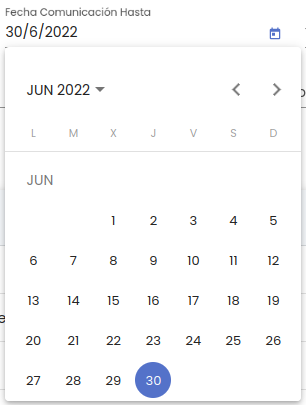 Fecha Comunicación Hasta
30/6/2022
JUN 2022
L M X J V S D
JUN
1 2 3 4 5
6 7 8 9 10 11 12
13 14 15 16 17 18 19
20 21 22 23 24 25 26
27 28 29 30